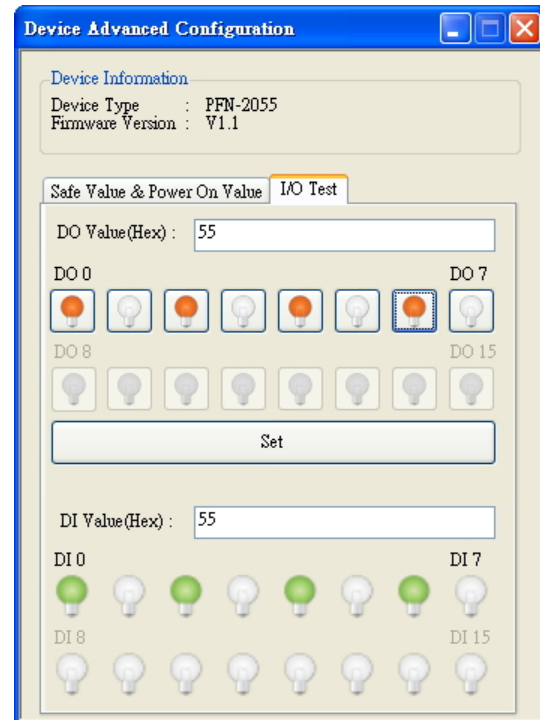 Device Advanced Configuration
Device Information
Device Type : PFN-2055
Firmware Version : V1.1
Safe Value & Power On Value I/O Test
DO Value(Hex) : 55
DO 0 DO 7
DO 8 DO 15
Set
DI Value(Hex) : 55
DI 0 DI 7
DI 8 DI 15